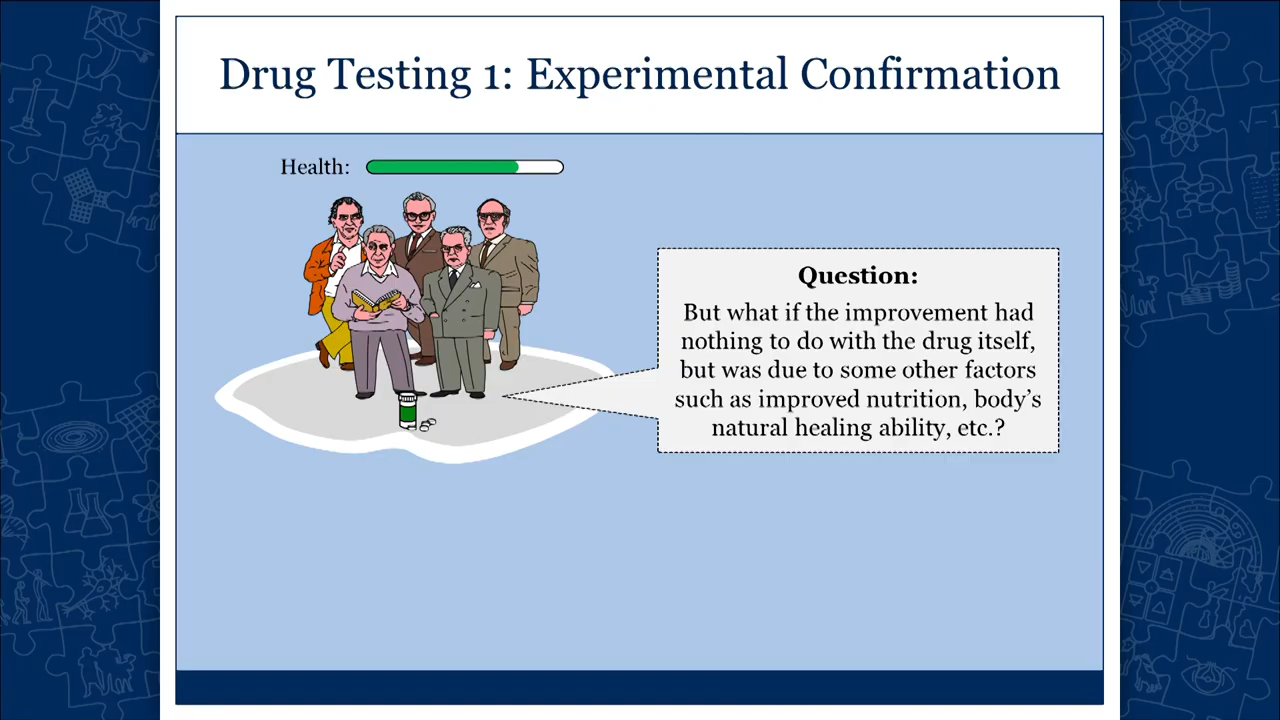 Drug Testing 1: Experimental Confirmation
Health:
Question:
But what if the improvement had
nothing to do with the drug itself,
but was due to some other factors
such as improved nutrition, body’s
natural healing ability, etc.?